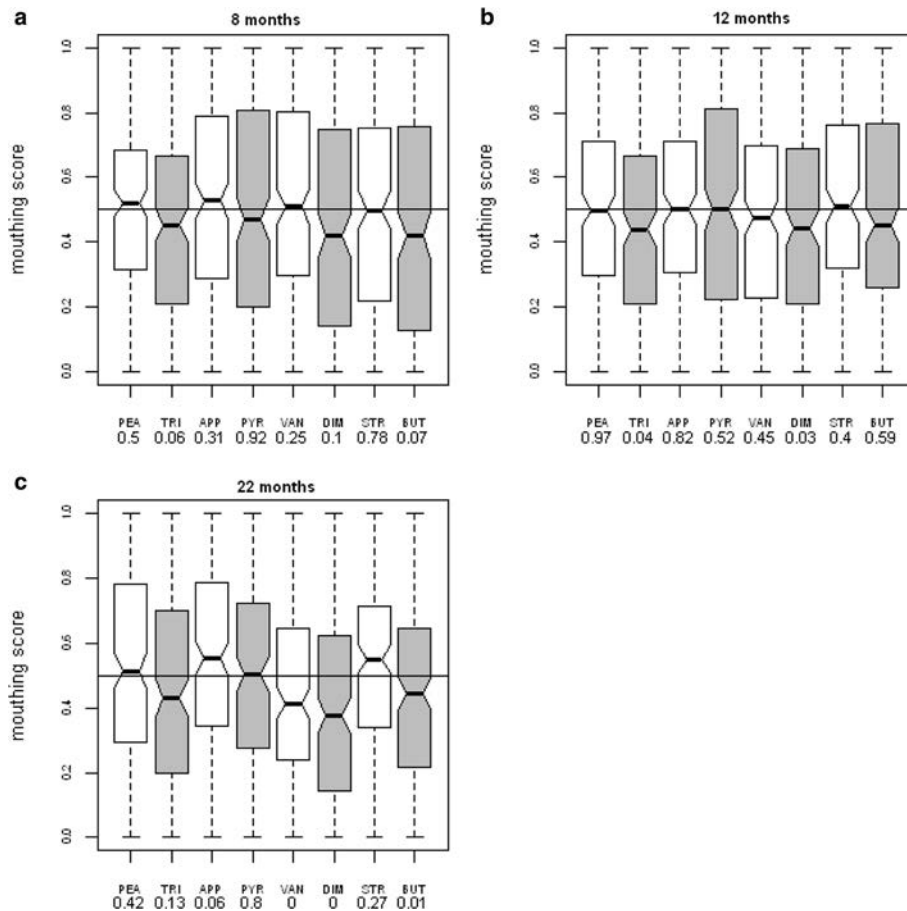 a 8 months
mouthing score
1.0
0.8
0.6
0.4
0.2
0.0
PEA TRI APP PYR VAN DIM STR BUT
0.5 0.06 0.31 0.92 0.25 0.1 0.78 0.07
b 12 months
mouthing score
1.0
0.8
0.6
0.4
0.2
0.0
PEA TRI APP PYR VAN DIM STR BUT
0.97 0.04 0.82 0.52 0.45 0.03 0.4 0.59
c 22 months
mouthing score
1.0
0.8
0.6
0.4
0.2
0.0
PEA TRI APP PYR VAN DIM STR BUT
0.42 0.13 0.06 0.8 0 0 0.27 0.01